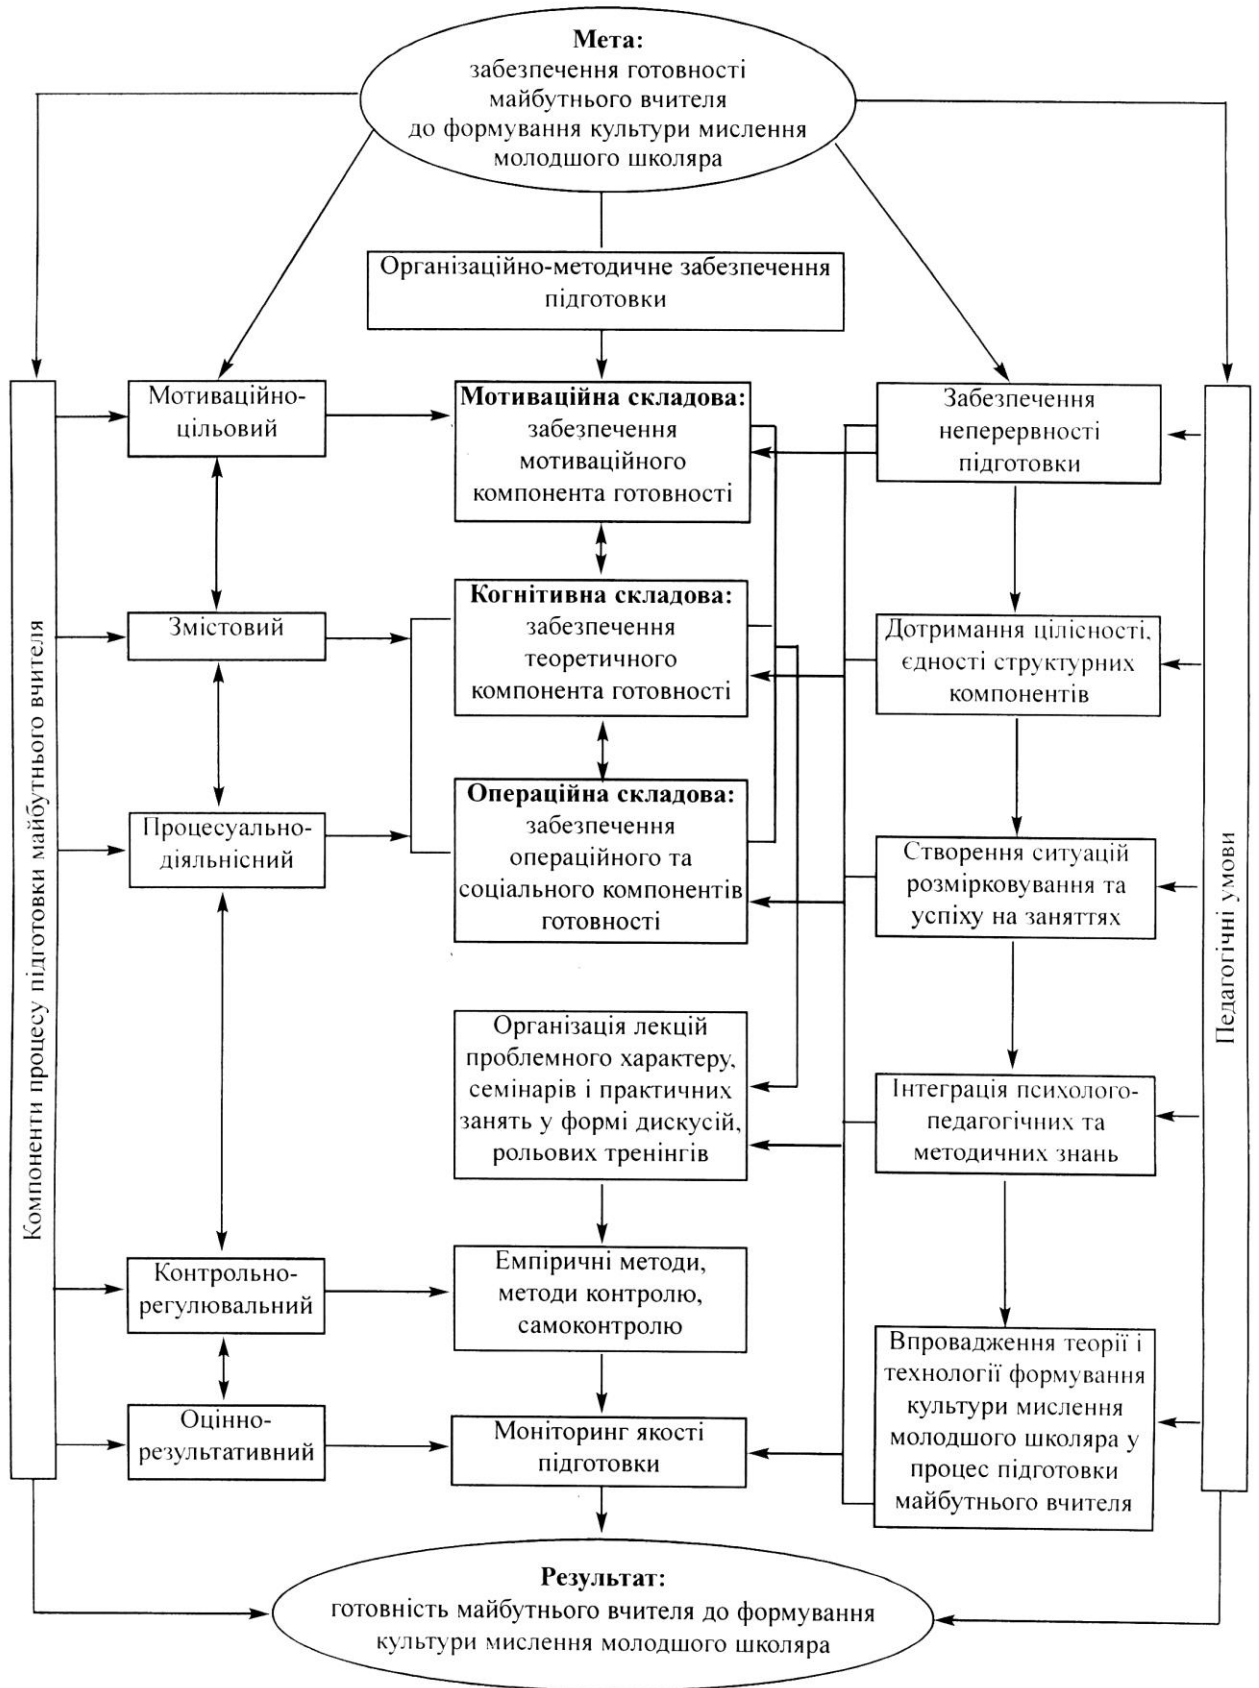 Мета:
забезпечення готовності
майбутнього вчителя
до формування культури мислення
молодшого школяра
Організаційно-методичне забезпечення
підготовки
Компоненти процесу підготовки майбутнього вчителя
Мотиваційно-
цільовий
Змістовий
Процесуально-
діяльнісний
Контрольно-
регулювальний
Оцінно-
результативний
Мотиваційна складова:
забезпечення
мотиваційного
компонента готовності
Когнітивна складова:
забезпечення
теоретичного
компонента готовності
Операційна складова:
забезпечення
операційного та
соціального компонентів
готовності
Організація лекцій
проблемного характеру,
семінарів і практичних
занять у формі дискусій,
рольових тренінгів
Емпіричні методи,
методи контролю,
самоконтролю
Моніторинг якості
підготовки
Забезпечення
неперервності
підготовки
Дотримання цілісності,
єдності структурних
компонентів
Створення ситуацій
розмірковування та
успіху на заняттях
Інтеграція психолого-
педагогічних та
методичних знань
Впровадження теорії і
технології формування
культури мислення
молодшого школяра у
процес підготовки
майбутнього вчителя
Педагогічні умови
Результат:
готовність майбутнього вчителя до формування
культури мислення молодшого школяра